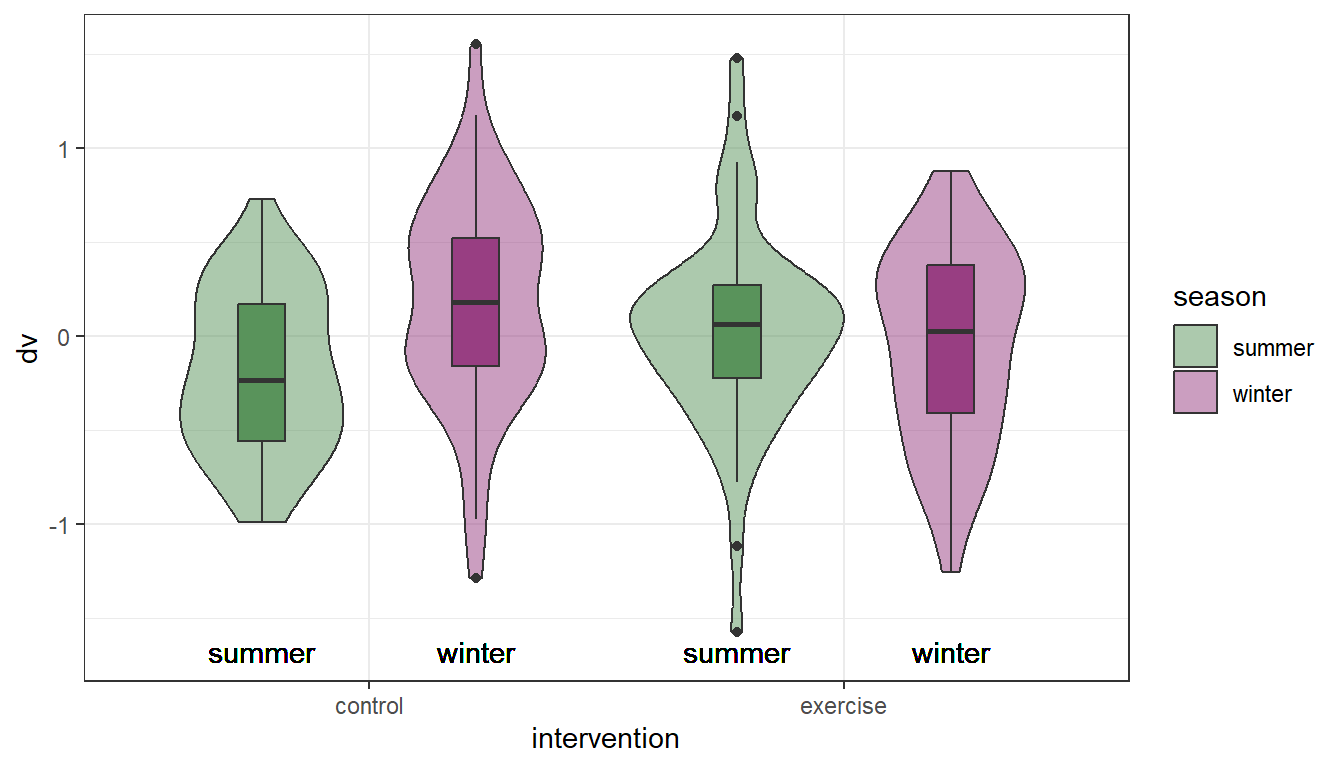 1
0
-1
dv
summer winter summer winter
control exercise
intervention
season
summer
winter